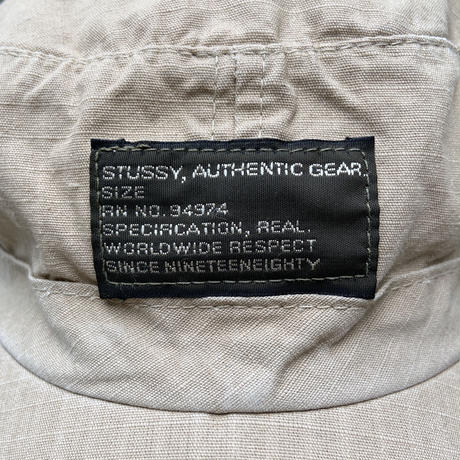 STUSSY, AUTHENTIC GEAR.
SIZE
RN NO. 94974
SPECIFICATION, REAL.
WORLDWIDE RESPECT
SINCE NINETEENEIGHTY